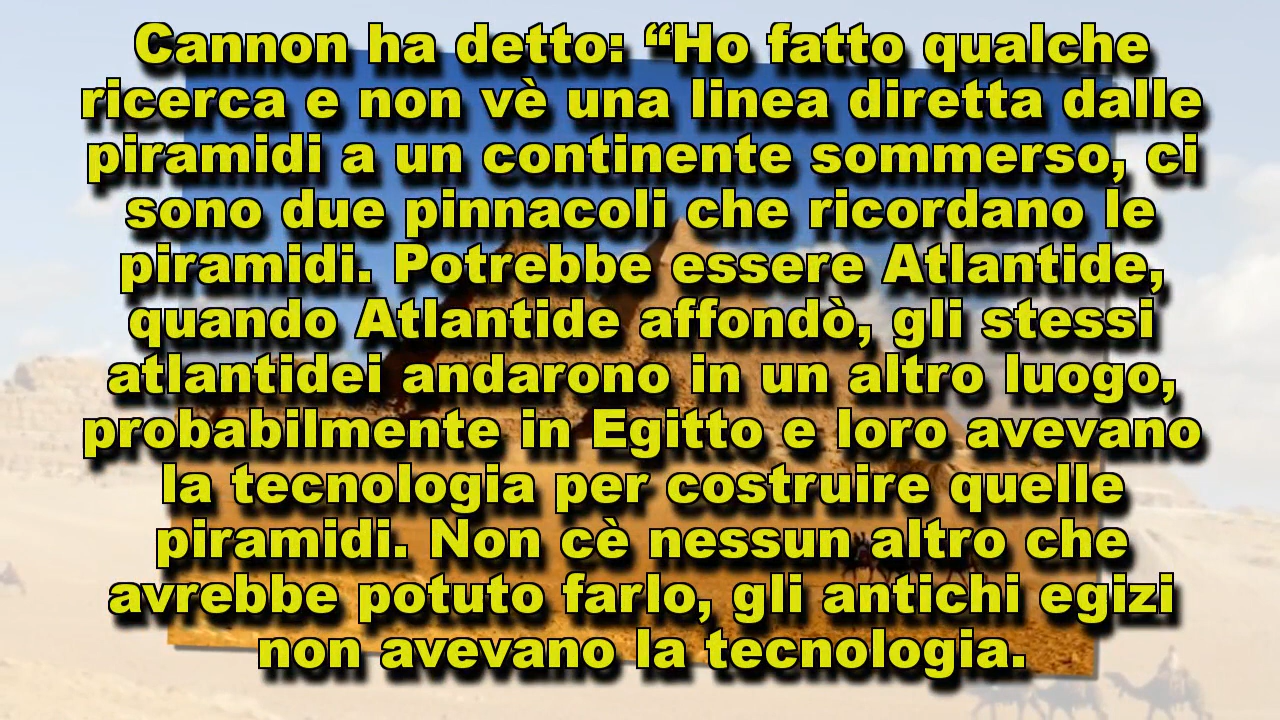 Cannon ha detto: “Ho fatto qualche
ricerca e non vè una linea diretta dalle
piramidi a un continente sommerso, ci
sono due pinnacoli che ricordano le
piramidi. Potrebbe essere Atlantide,
quando Atlantide affondò, gli stessi
atlantidei andarono in un altro luogo,
probabilmente in Egitto e loro avevano
la tecnologia per costruire quelle
piramidi. Non cè nessun altro che
avrebbe potuto farlo, gli antichi egizi
non avevano la tecnologia.